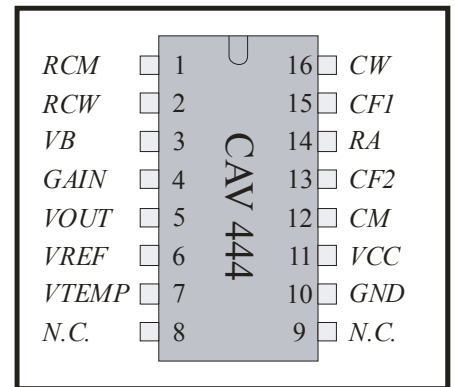 RCM 1 16 CW
RCW 2 15 CF1
VB 3 14 RA
GAIN 4 13 CF2
VOUT 5 12 CM
VREF 6 11 VCC
VTEMP 7 10 GND
N.C. 8 9 N.C.
CAV 444